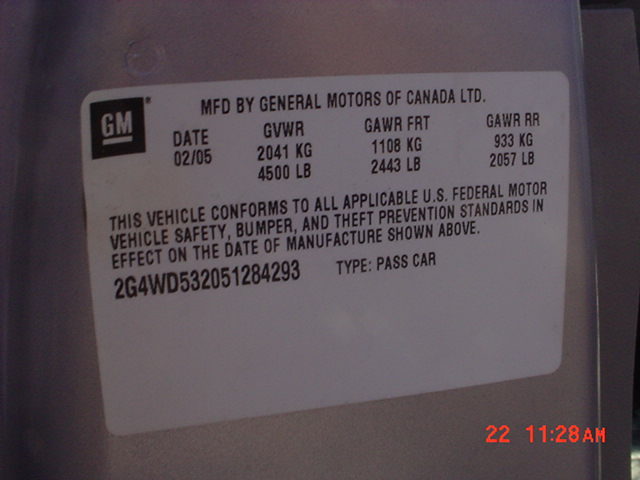 GM
MFD BY GENERAL MOTORS OF CANADA LTD.
DATE GVWR GAWR FRT GAWR RR
02/05 2041 KG 1108 KG 933 KG
4500 LB 2443 LB 2057 LB
THIS VEHICLE CONFORMS TO ALL APPLICABLE U.S. FEDERAL MOTOR
VEHICLE SAFETY, BUMPER, AND THEFT PREVENTION STANDARDS IN
EFFECT ON THE DATE OF MANUFACTURE SHOWN ABOVE.
2G4WD532051284293 TYPE: PASS CAR
22 11:28AM